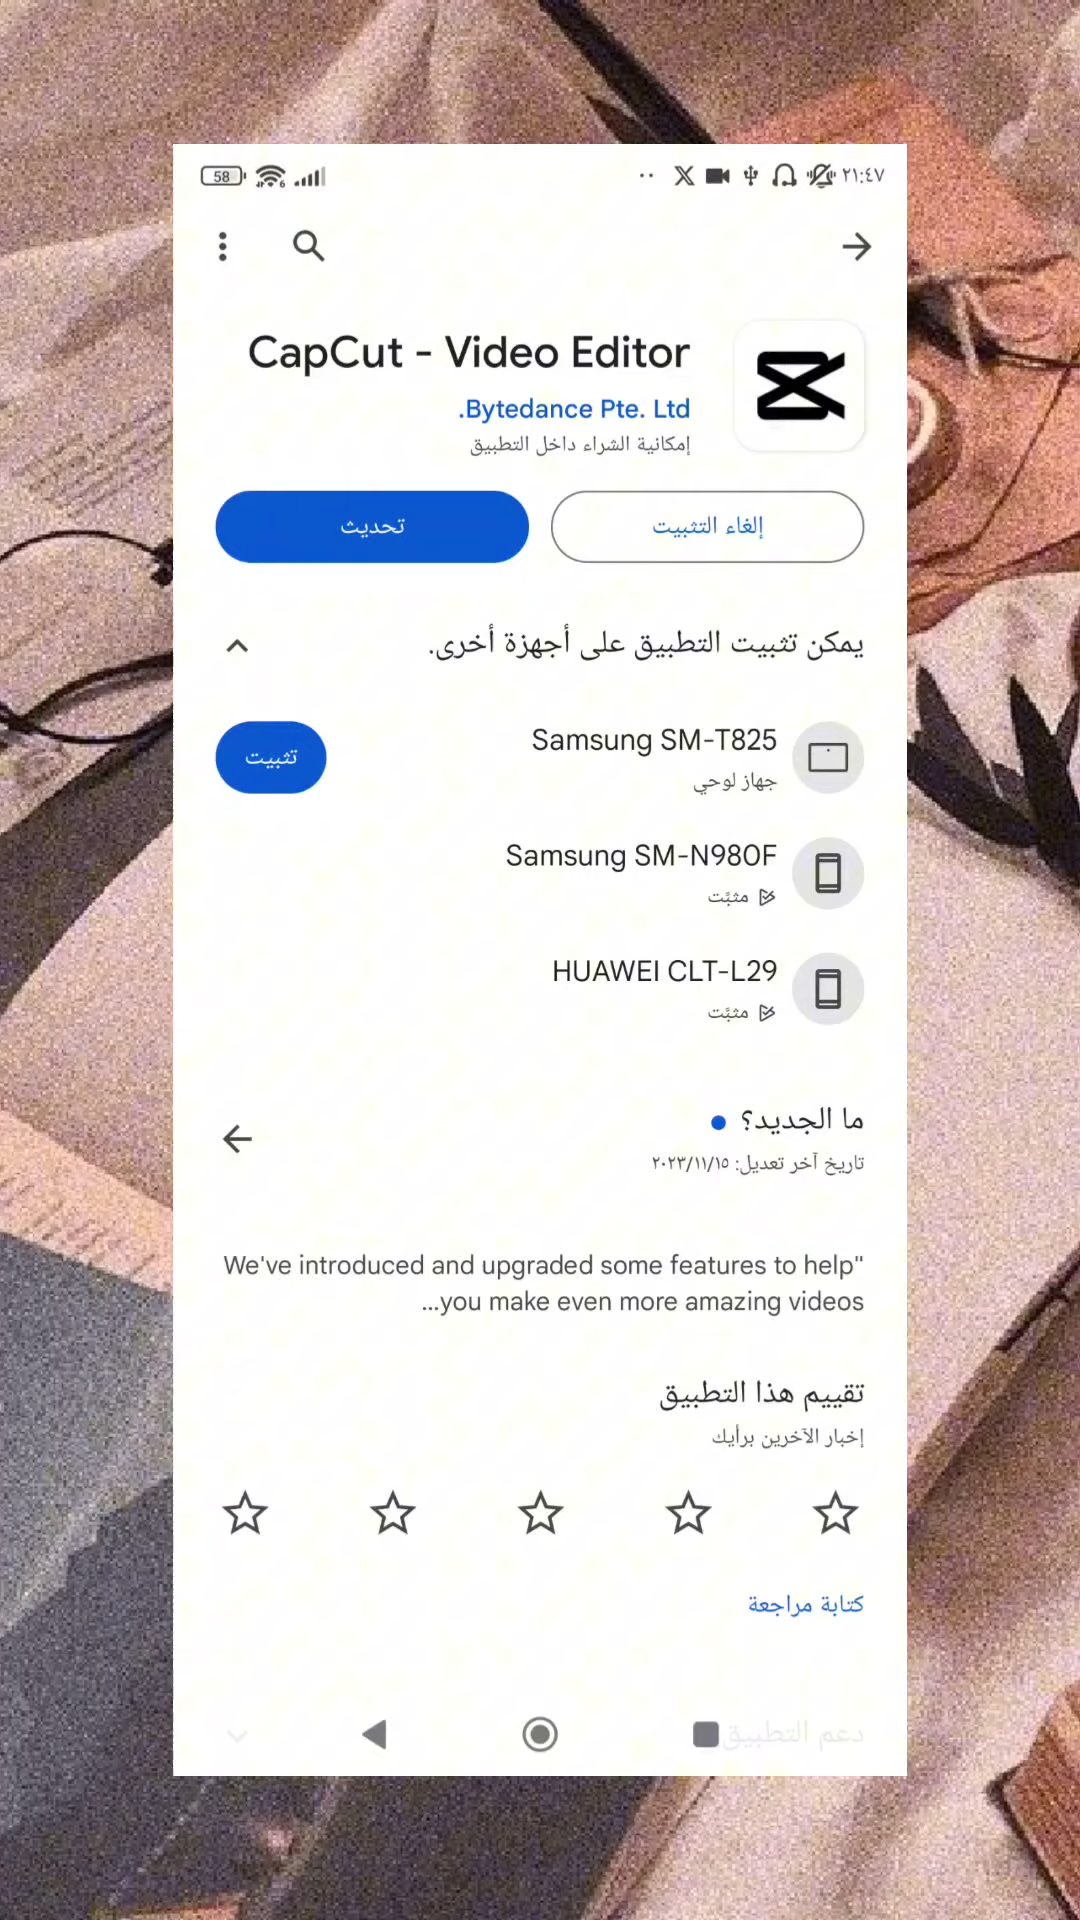 58
٢١:٤٧
CapCut - Video Editor
Bytedance Pte. Ltd.
إمكانية الشراء داخل التطبيق
إلغاء التثبيت
تحديث
يمكن تثبيت التطبيق على أجهزة أخرى.
Samsung SM-T825
جهاز لوحي
تثبيت
Samsung SM-N980F
مثبَّت
HUAWEI CLT-L29
مثبَّت
ما الجديد؟
تاريخ آخر تعديل: ٢٠٢٣/١١/١٥
"We've introduced and upgraded some features to help
you make even more amazing videos...
تقييم هذا التطبيق
إخبار الآخرين برأيك
كتابة مراجعة
دعم التطبيق